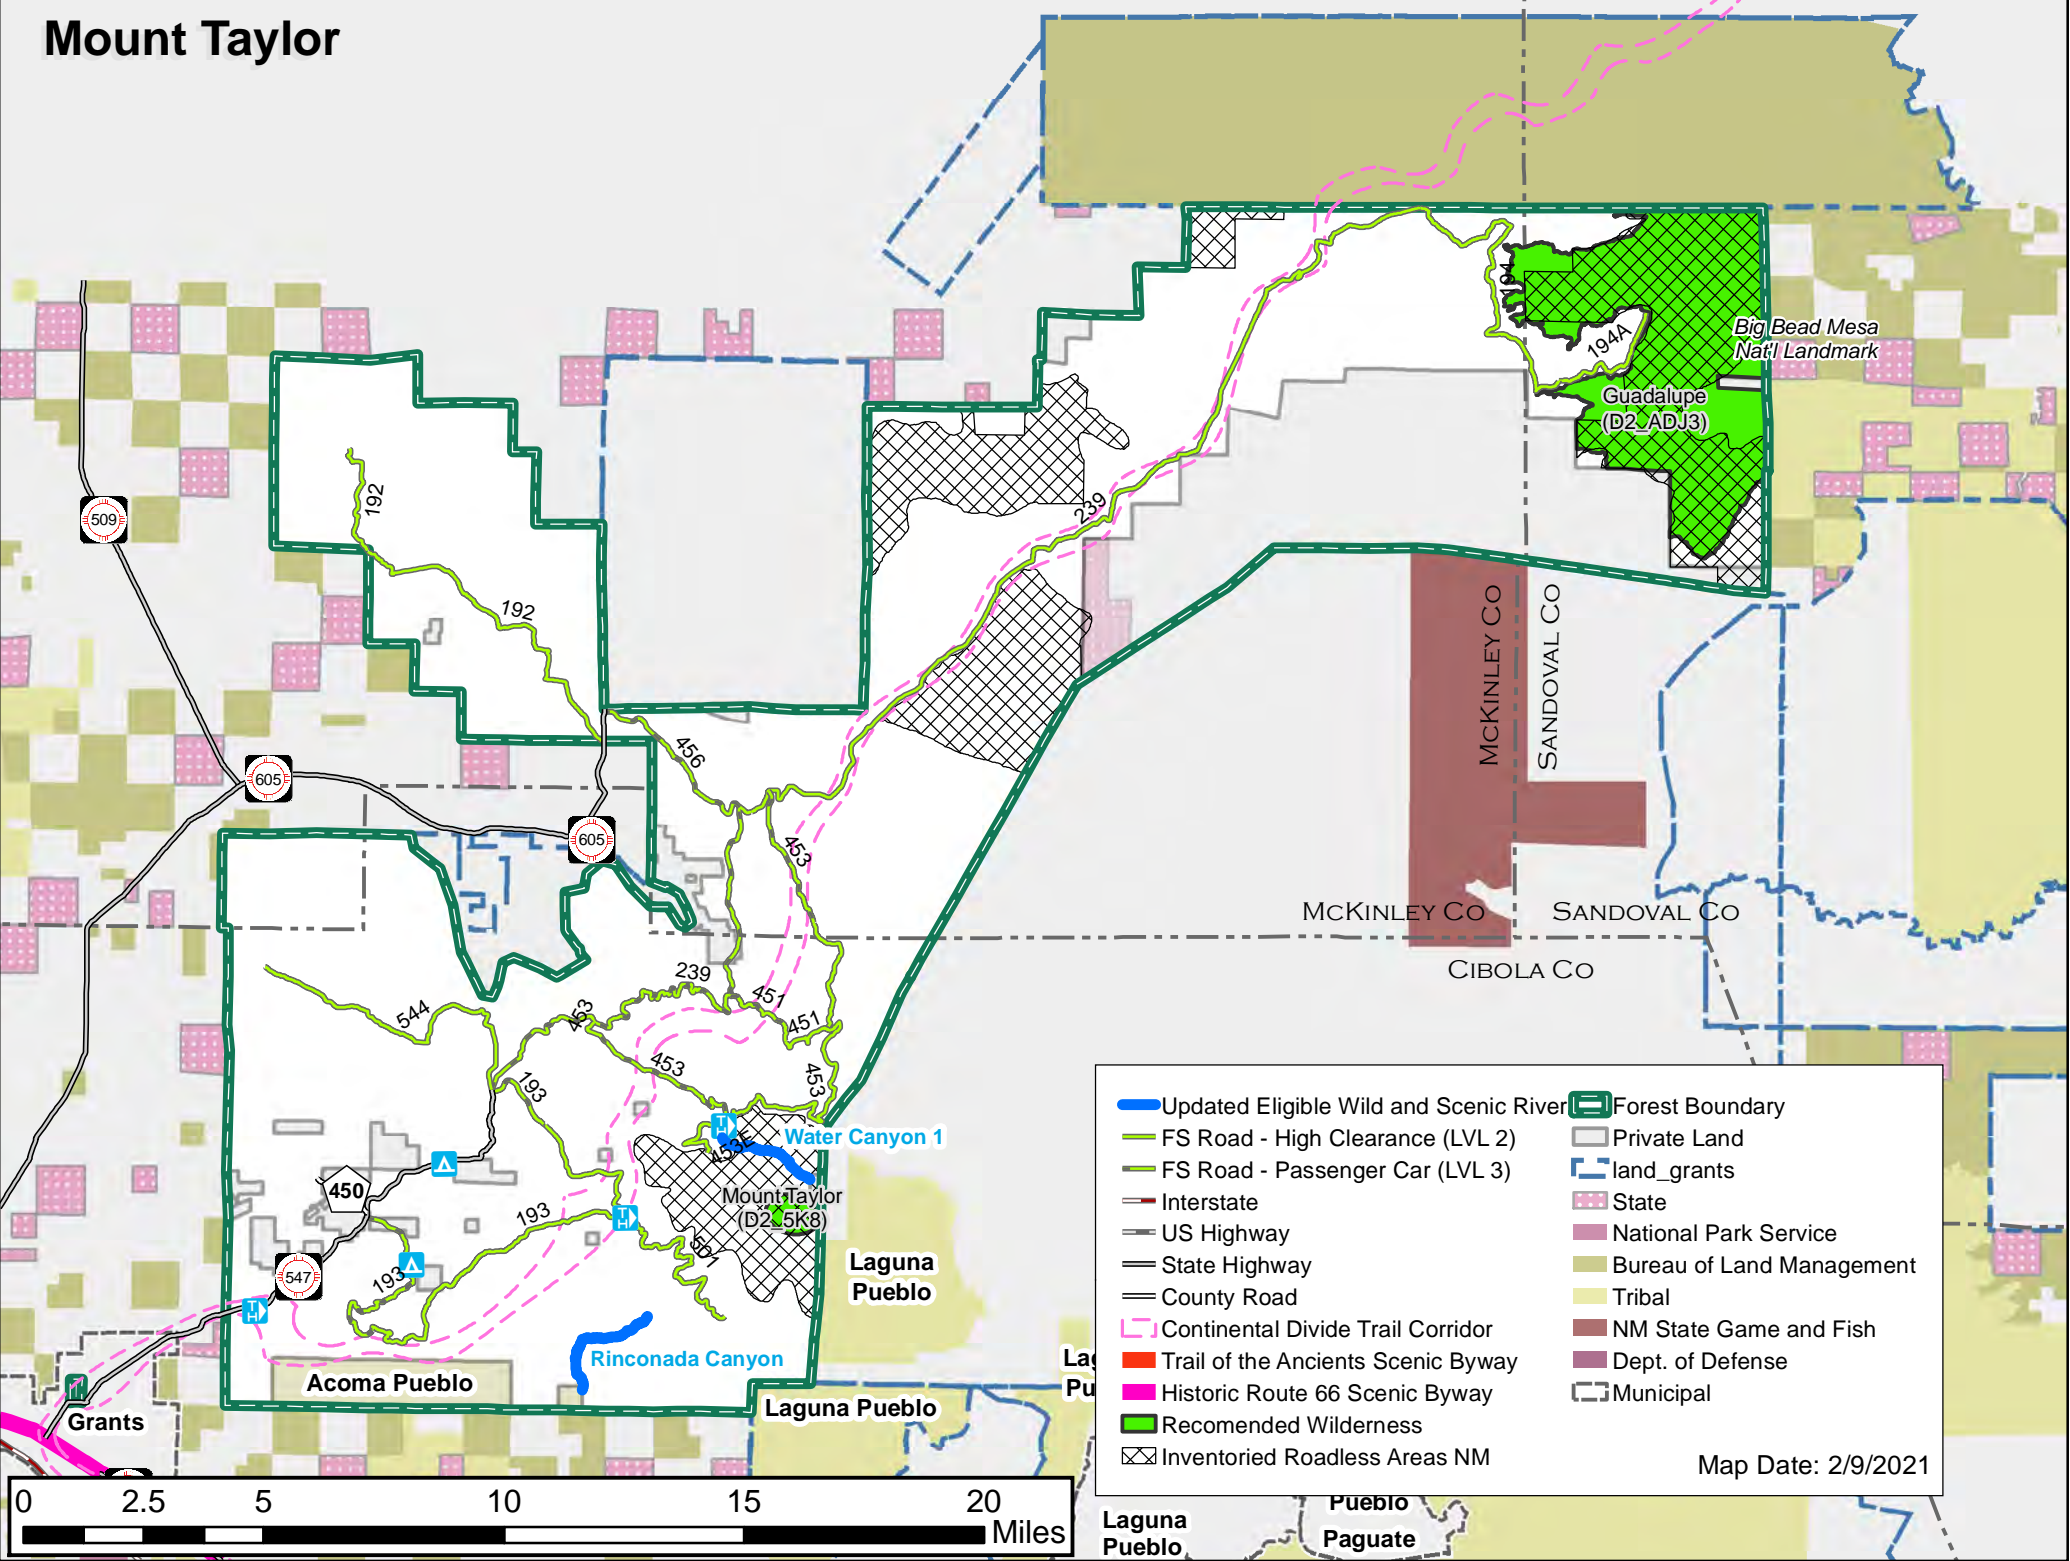 Mount Taylor
194
194A
Big Bead Mesa
Nat'l Landmark
Guadalupe
(D2_ADJ3)
192
239
509
192
McKinley Co
Sandoval Co
456
605
605
453
McKinley Co
Sandoval Co
Cibola Co
239
451
544
453
451
453
453
193
Water Canyon 1
453E
450
Mount Taylor
(D2_5K8)
193
501
Laguna
Pueblo
547
193
Rinconada Canyon
Acoma Pueblo
Laguna Pueblo
Grants
Updated Eligible Wild and Scenic River
FS Road - High Clearance (LVL 2)
FS Road - Passenger Car (LVL 3)
Interstate
US Highway
State Highway
County Road
Continental Divide Trail Corridor
Trail of the Ancients Scenic Byway
Historic Route 66 Scenic Byway
Recomended Wilderness
Inventoried Roadless Areas NM
Forest Boundary
Private Land
land_grants
State
National Park Service
Bureau of Land Management
Tribal
NM State Game and Fish
Dept. of Defense
Municipal
Map Date: 2/9/2021
0 2.5 5 10 15 20
Miles
Laguna
Pueblo
Pueblo
Paguate